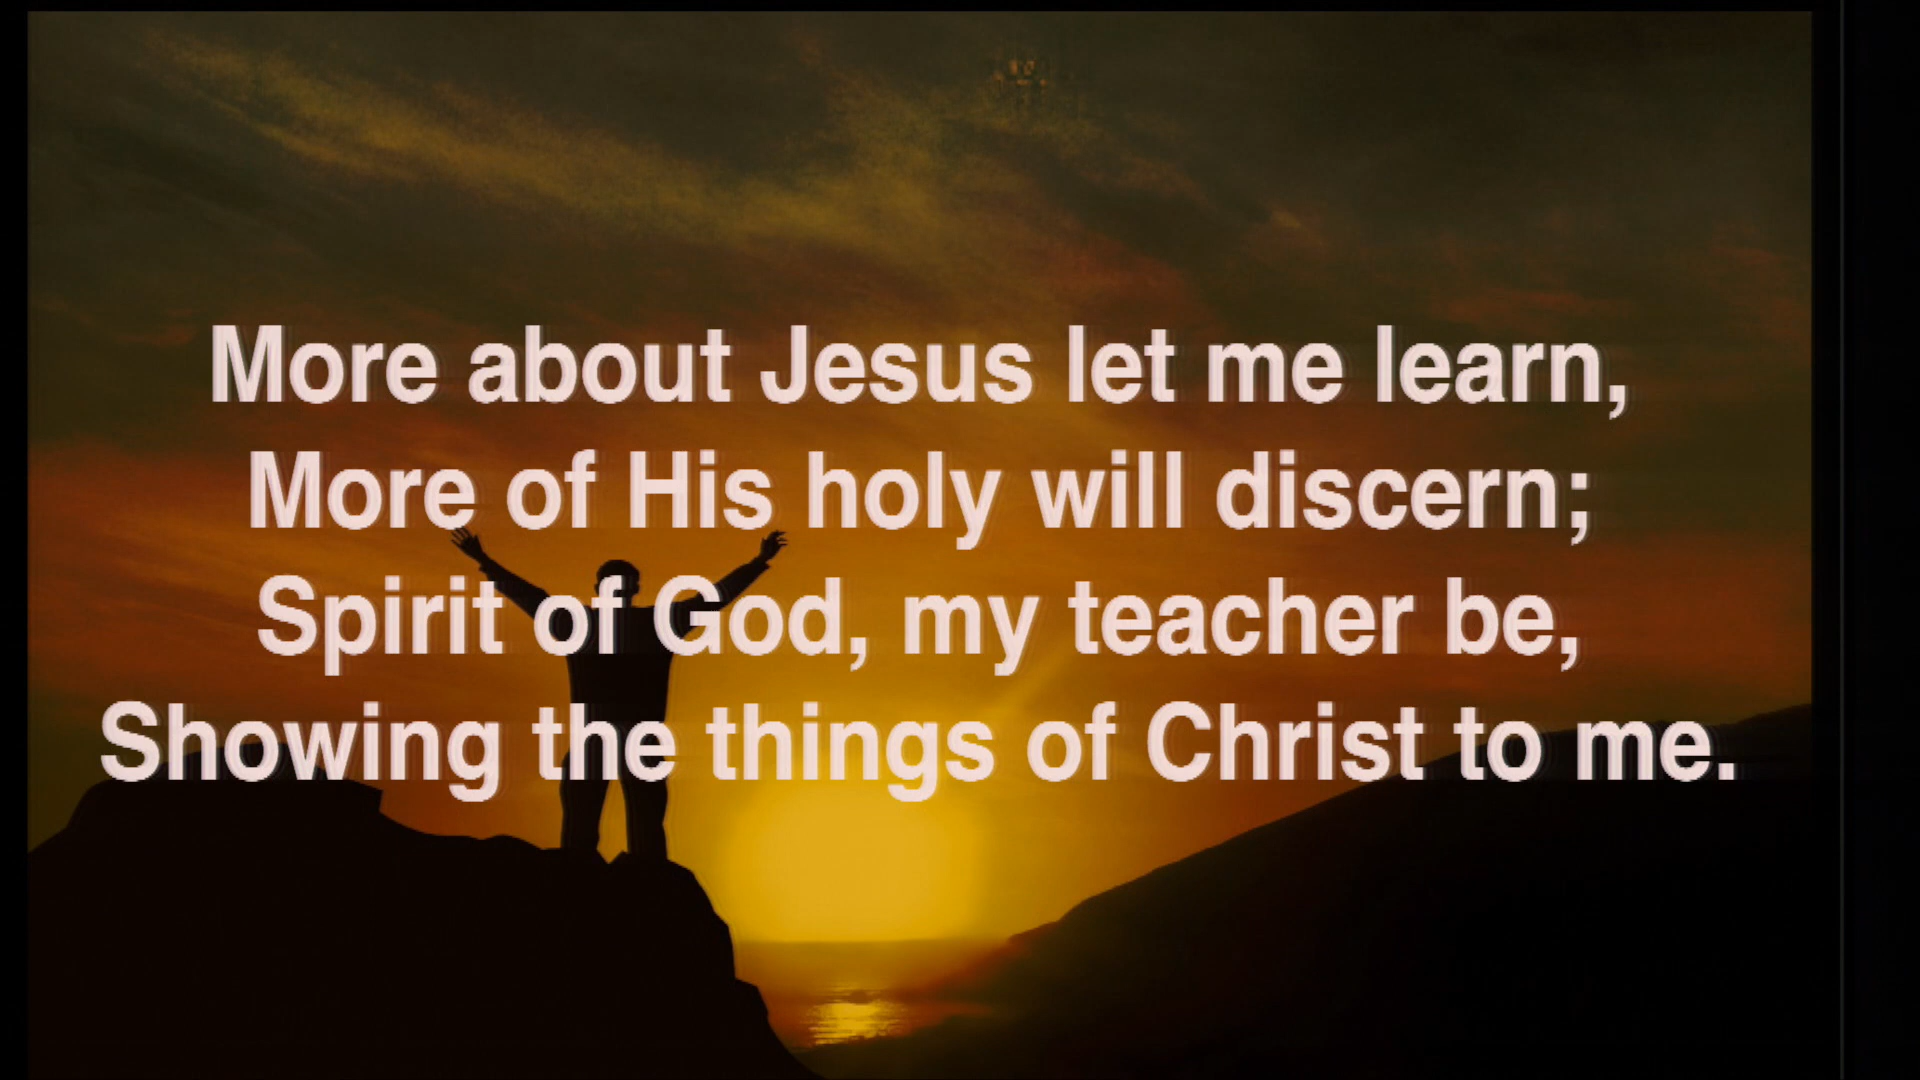 More about Jesus let me learn,
More of His holy will discern;
Spirit of God, my teacher be,
Showing the things of Christ to me.